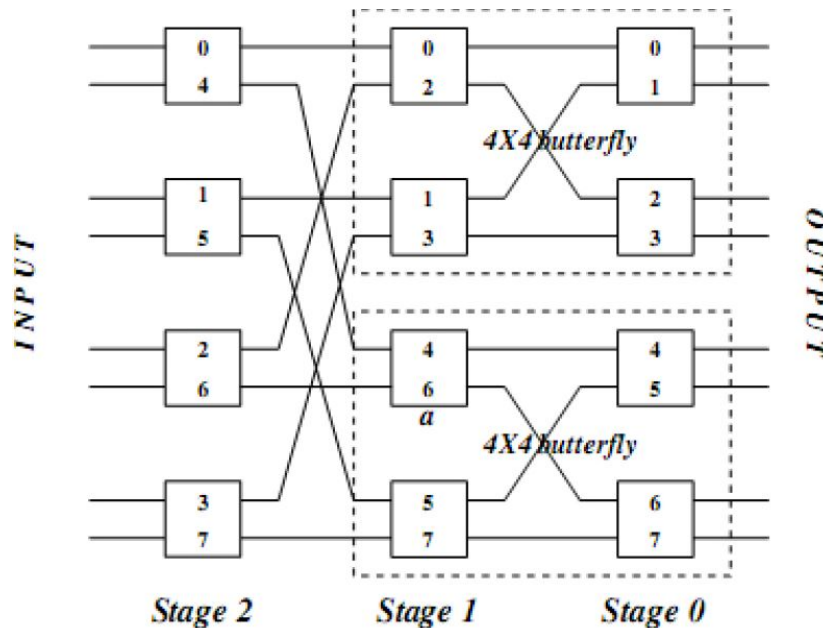 0 0 0
4 2 1
4X4 butterfly
1 1 2
5 3 3
INPUT
OUTPUT
2 4 4
6 6 5
a
4X4 butterfly
3 5 6
7 7 7
Stage 2 Stage 1 Stage 0